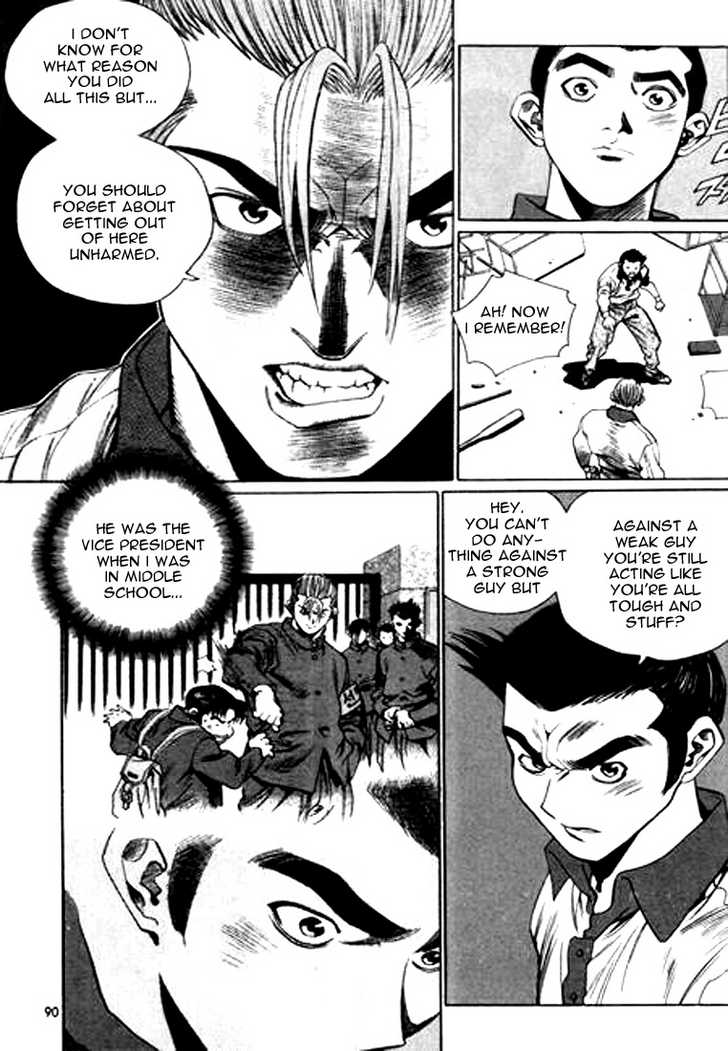 I DON'T
KNOW FOR
WHAT REASON
YOU DID
ALL THIS BUT...
YOU SHOULD
FORGET ABOUT
GETTING OUT
OF HERE
UNHARMED.
AH! NOW
I REMEMBER!
HE WAS THE
VICE PRESIDENT
WHEN I WAS
IN MIDDLE
SCHOOL...
HEY,
YOU CAN'T
DO ANY-
THING AGAINST
A STRONG
GUY BUT
AGAINST A
WEAK GUY
YOU'RE STILL
ACTING LIKE
YOU'RE ALL
TOUGH AND
STUFF?
90